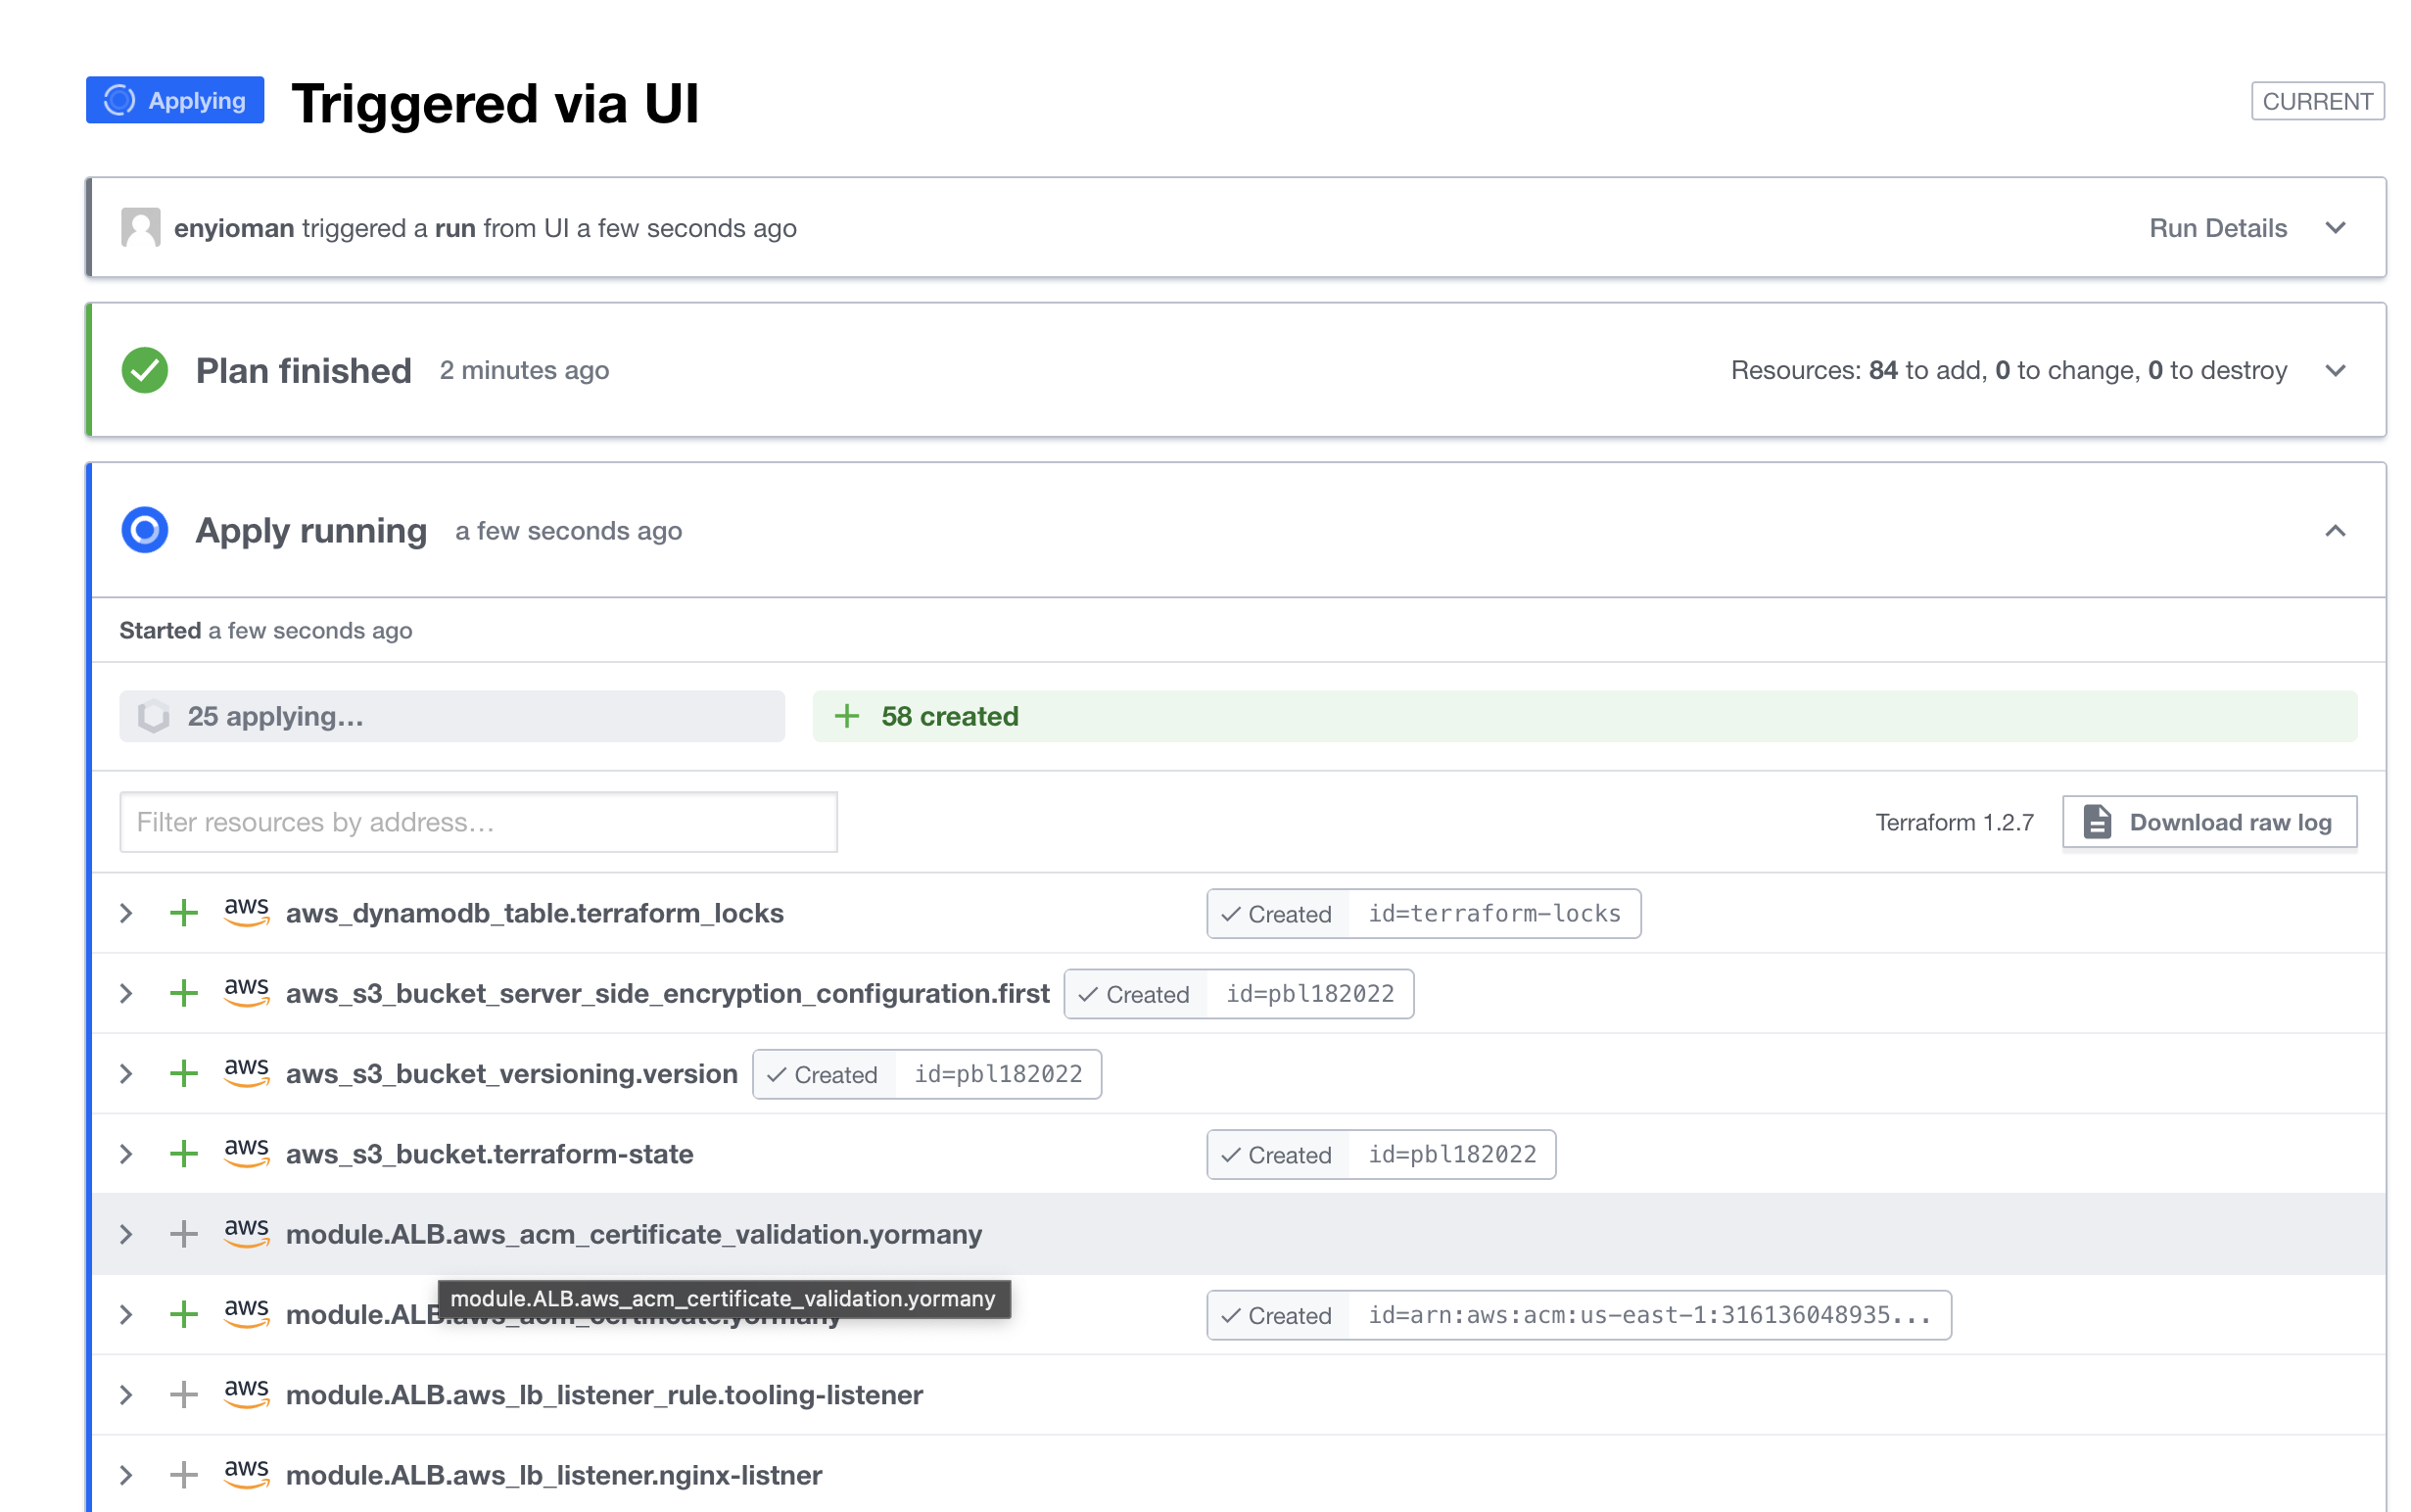 Applying Triggered via UI CURRENT
enyioman triggered a run from UI a few seconds ago Run Details
Plan finished 2 minutes ago Resources: 84 to add, 0 to change, 0 to destroy
Apply running a few seconds ago
Started a few seconds ago
25 applying... + 58 created
Filter resources by address... Terraform 1.2.7 Download raw log
aws aws_dynamodb_table.terraform_locks Created id=terraform-locks
aws aws_s3_bucket_server_side_encryption_configuration.first Created id=pbl182022
aws aws_s3_bucket_versioning.version Created id=pbl182022
aws aws_s3_bucket.terraform-state Created id=pbl182022
aws module.ALB.aws_acm_certificate_validation.yormany
module.ALB.aws_acm_certificate_validation.yormany
aws module.ALB.aws_acm_certificate.yormany Created id=arn:aws:acm:us-east-1:316136048935...
aws module.ALB.aws_lb_listener_rule.tooling-listener
aws module.ALB.aws_lb_listener.nginx-listner